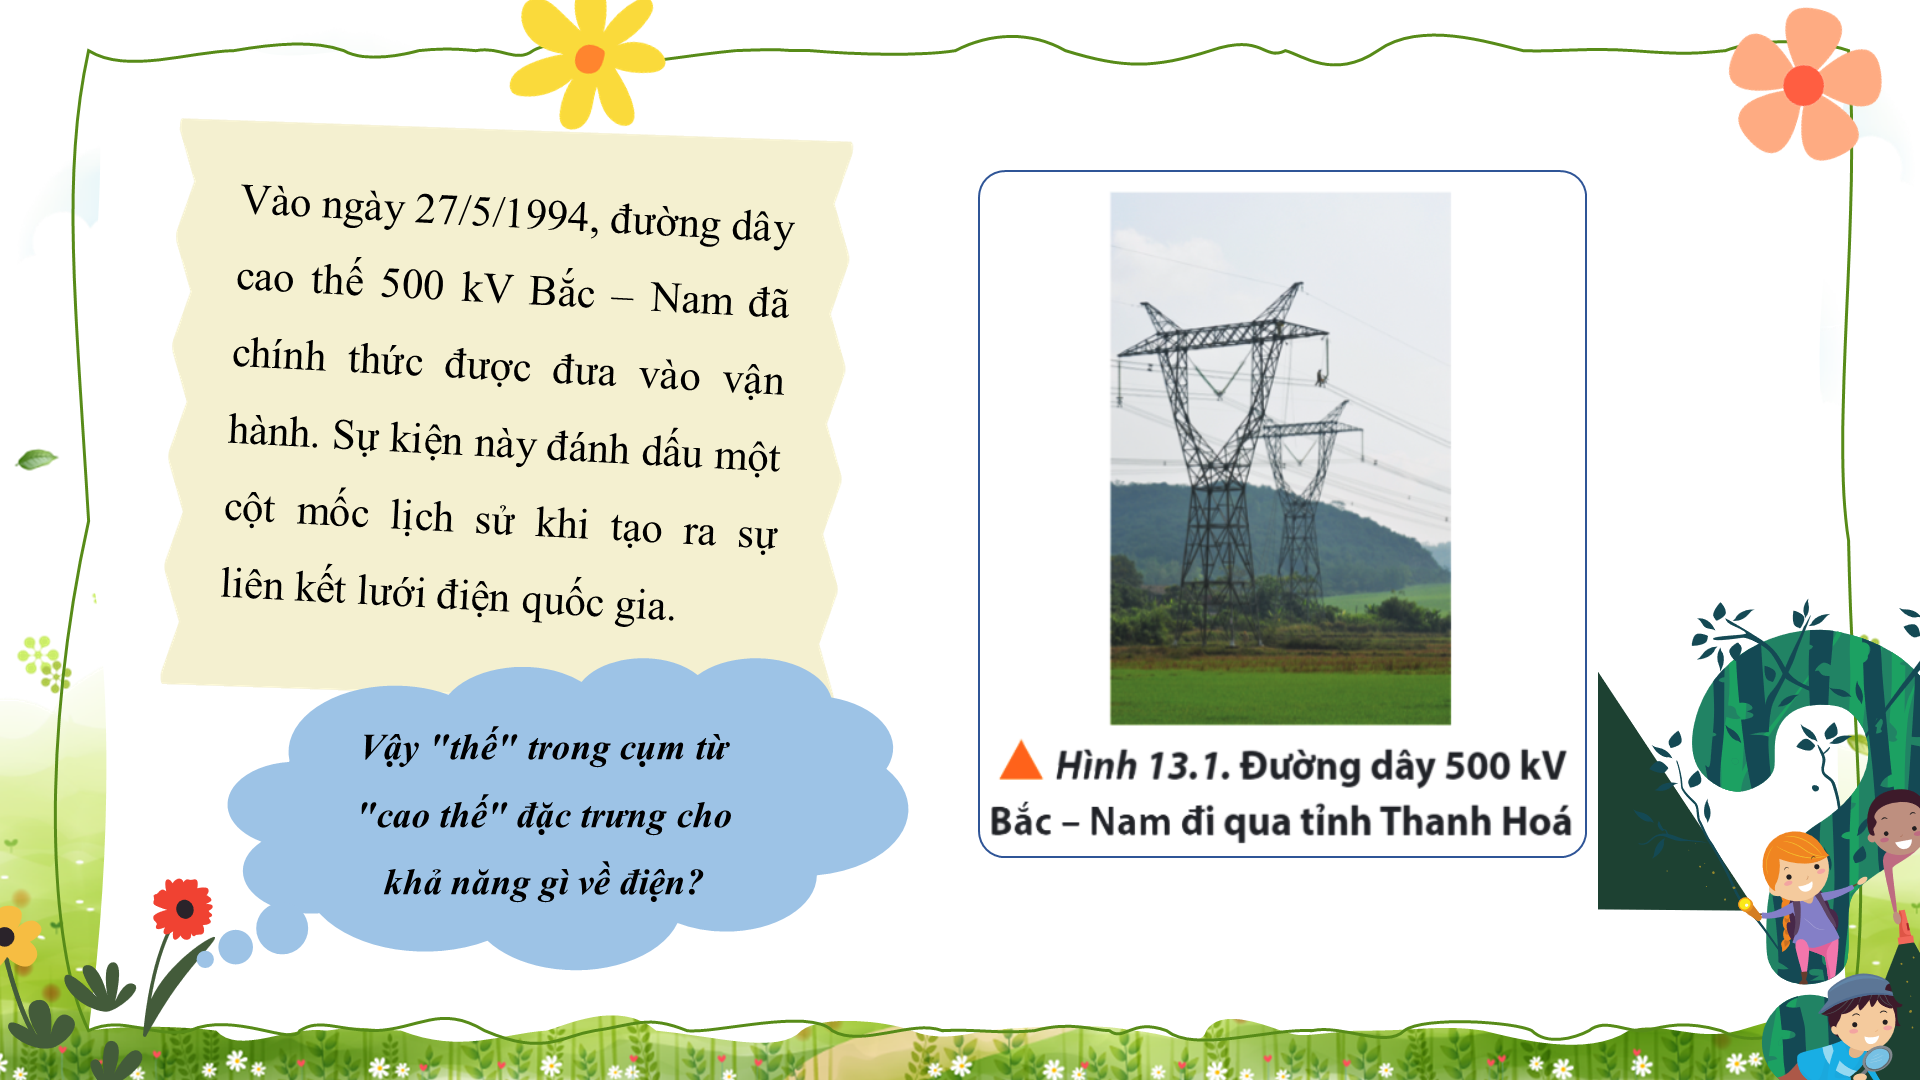 Vào ngày 27/5/1994, đường dây
cao thế 500 kV Bắc – Nam đã
chính thức được đưa vào vận
hành. Sự kiện này đánh dấu một
cột mốc lịch sử khi tạo ra sự
liên kết lưới điện quốc gia.
Vậy "thế" trong cụm từ
"cao thế" đặc trưng cho
khả năng gì về điện?
Hình 13.1. Đường dây 500 kV
Bắc – Nam đi qua tỉnh Thanh Hoá